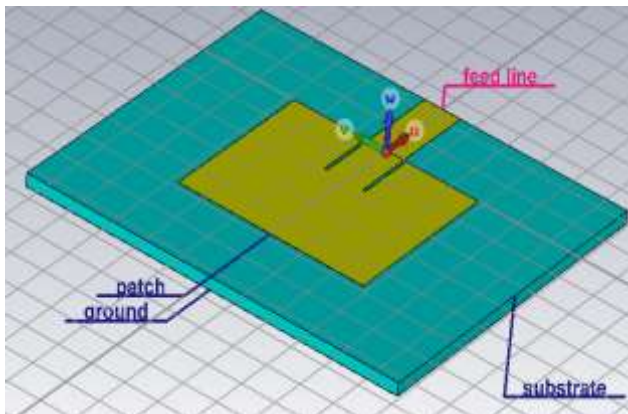 feed line
w
v
u
patch
ground
substrate